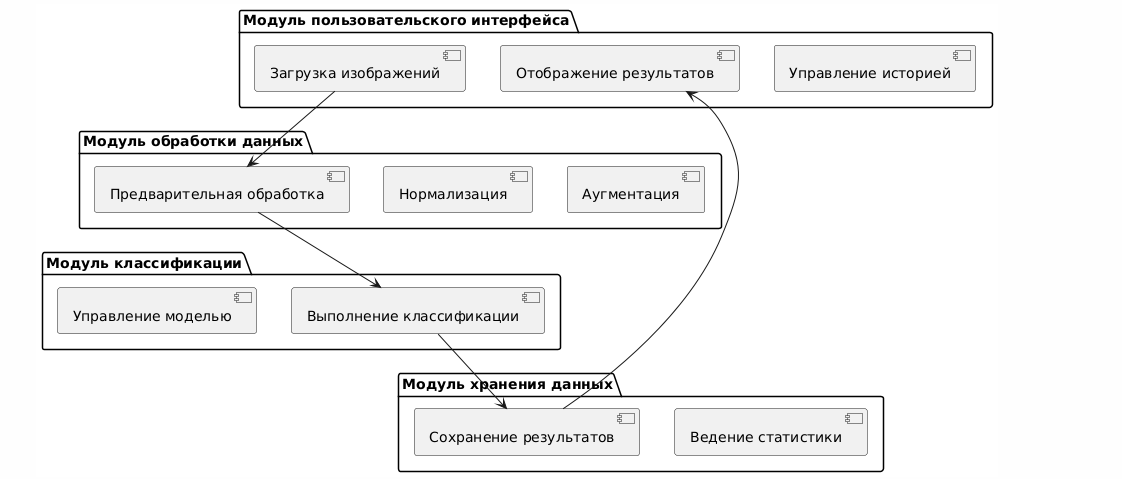 Модуль пользовательского интерфейса
Загрузка изображений
Отображение результатов
Управление историей
Модуль обработки данных
Предварительная обработка
Нормализация
Аугментация
Модуль классификации
Управление моделью
Выполнение классификации
Модуль хранения данных
Сохранение результатов
Ведение статистики